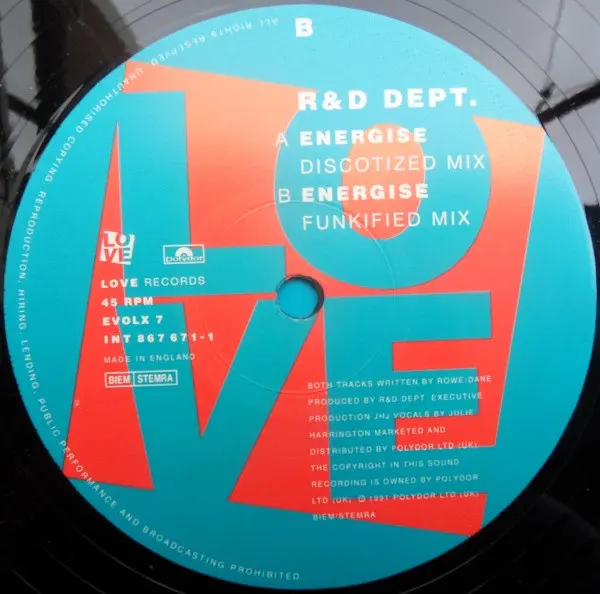 B
R&D DEPT.
A ENERGISE
DISCOTIZED MIX
B ENERGISE
FUNKIFIED MIX
LOVE
Polydor
LOVE RECORDS
45 RPM
EVOLX 7
INT 867 671-1
MADE IN ENGLAND
BIEM STEMRA
BOTH TRACKS WRITTEN BY ROWE/DANE
PRODUCED BY R&D DEPT EXECUTIVE
PRODUCTION JHJ VOCALS BY JULIE
HARRINGTON MARKETED AND
DISTRIBUTED BY POLYDOR LTD (UK)
THE COPYRIGHT IN THIS SOUND
RECORDING IS OWNED BY POLYDOR
LTD (UK) ℗ 1991 POLYDOR LTD (UK)
BIEM/STEMRA
LOVE
ALL RIGHTS RESERVED. UNAUTHORISED COPYING, REPRODUCTION, HIRING, LENDING, PUBLIC PERFORMANCE AND BROADCASTING PROHIBITED